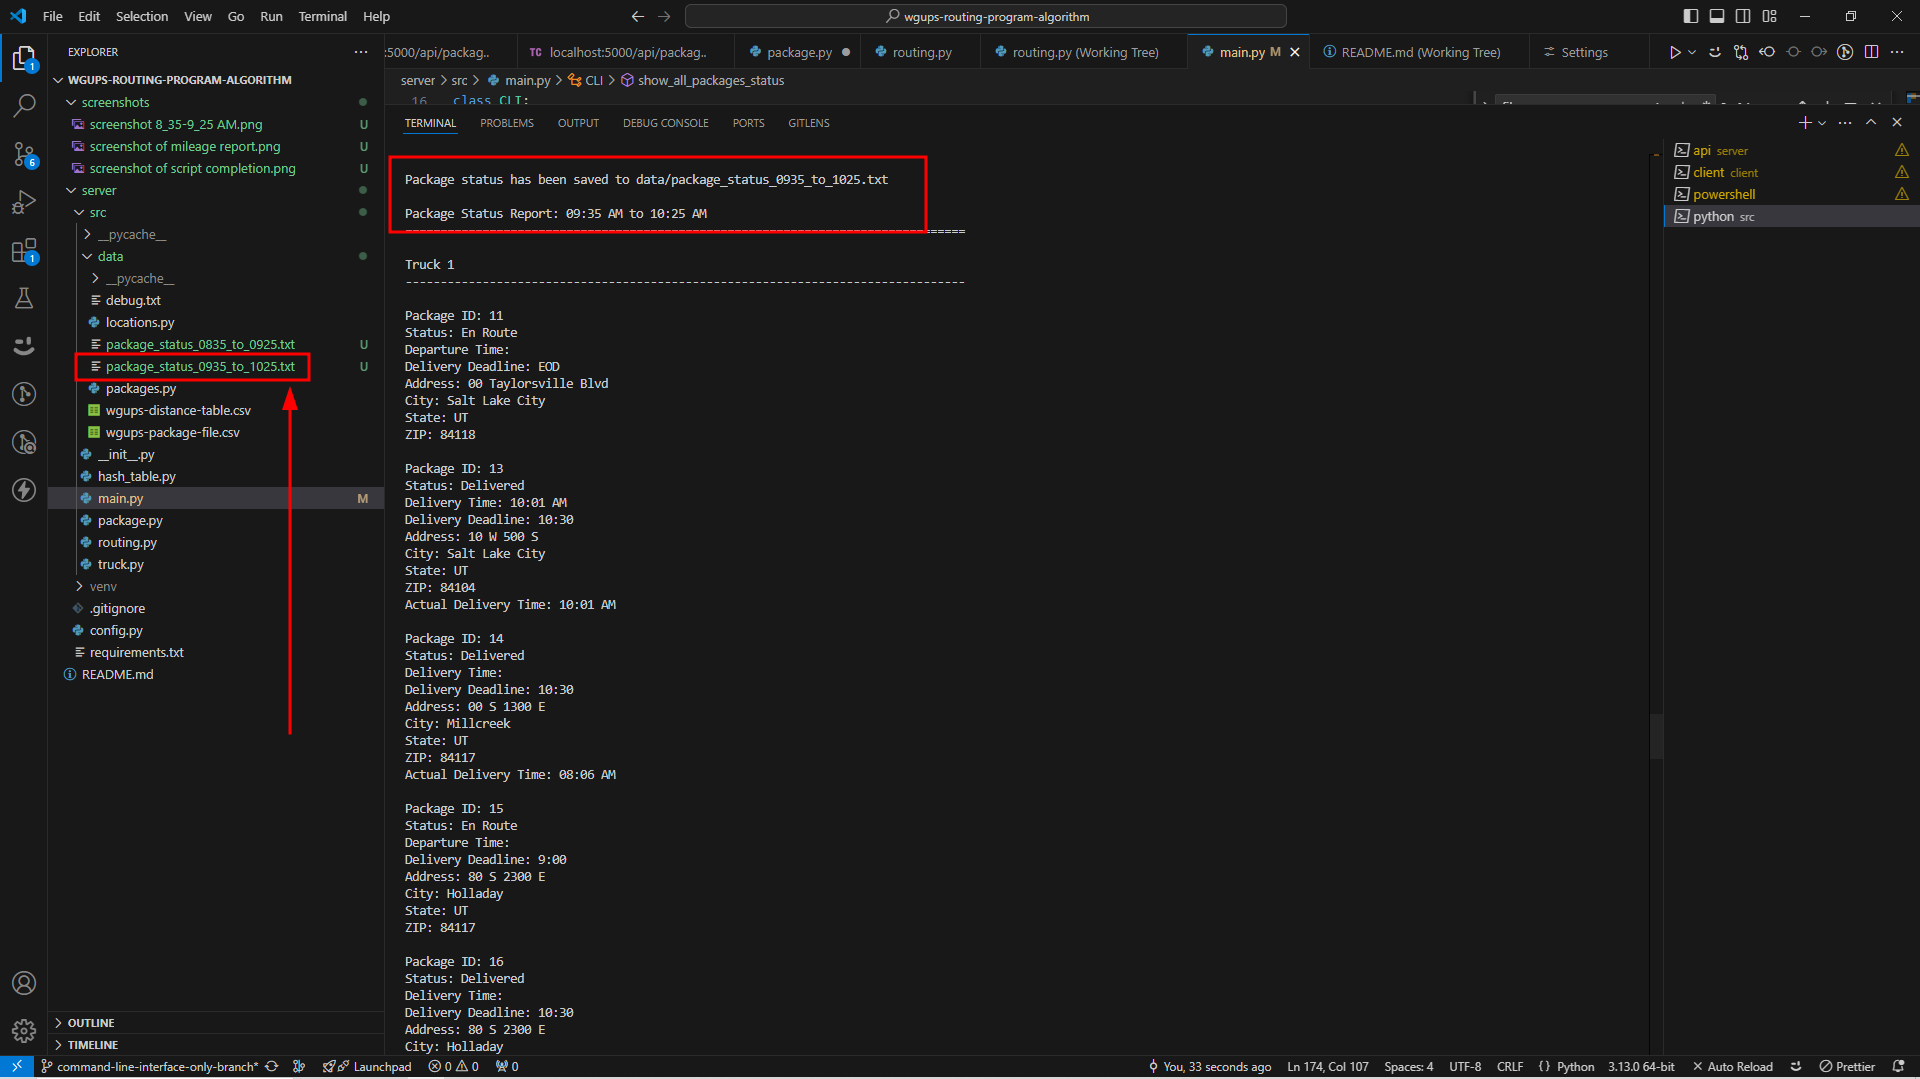 File Edit Selection View Go Run Terminal Help
wgups-routing-program-algorithm
EXPLORER
:5000/api/packag..
TC localhost:5000/api/packag..
package.py
routing.py
routing.py (Working Tree)
main.py M
README.md (Working Tree)
Settings
server > src > main.py > CLI > show_all_packages_status
16 class CLI:
TERMINAL PROBLEMS OUTPUT DEBUG CONSOLE PORTS GITLENS
WGUPS-ROUTING-PROGRAM-ALGORITHM
screenshots
screenshot 8_35-9_25 AM.png U
screenshot of mileage report.png U
screenshot of script completion.png U
server
src
__pycache__
data
__pycache__
debug.txt
locations.py
package_status_0835_to_0925.txt U
package_status_0935_to_1025.txt U
packages.py
wgups-distance-table.csv
wgups-package-file.csv
__init__.py
hash_table.py
main.py M
package.py
routing.py
truck.py
venv
.gitignore
config.py
requirements.txt
README.md
OUTLINE
TIMELINE
1
6
1
Package status has been saved to data/package_status_0935_to_1025.txt
Package Status Report: 09:35 AM to 10:25 AM
================================================================================
Truck 1
--------------------------------------------------------------------------------
Package ID: 11
Status: En Route
Departure Time:
Delivery Deadline: EOD
Address: 00 Taylorsville Blvd
City: Salt Lake City
State: UT
ZIP: 84118
Package ID: 13
Status: Delivered
Delivery Time: 10:01 AM
Delivery Deadline: 10:30
Address: 10 W 500 S
City: Salt Lake City
State: UT
ZIP: 84104
Actual Delivery Time: 10:01 AM
Package ID: 14
Status: Delivered
Delivery Time:
Delivery Deadline: 10:30
Address: 00 S 1300 E
City: Millcreek
State: UT
ZIP: 84117
Actual Delivery Time: 08:06 AM
Package ID: 15
Status: En Route
Departure Time:
Delivery Deadline: 9:00
Address: 80 S 2300 E
City: Holladay
State: UT
ZIP: 84117
Package ID: 16
Status: Delivered
Delivery Time:
Delivery Deadline: 10:30
Address: 80 S 2300 E
City: Holladay
api server
client client
powershell
python src
command-line-interface-only-branch* Launchpad 0 0 0
You, 33 seconds ago Ln 174, Col 107 Spaces: 4 UTF-8 CRLF { } Python 3.13.0 64-bit Auto Reload Prettier